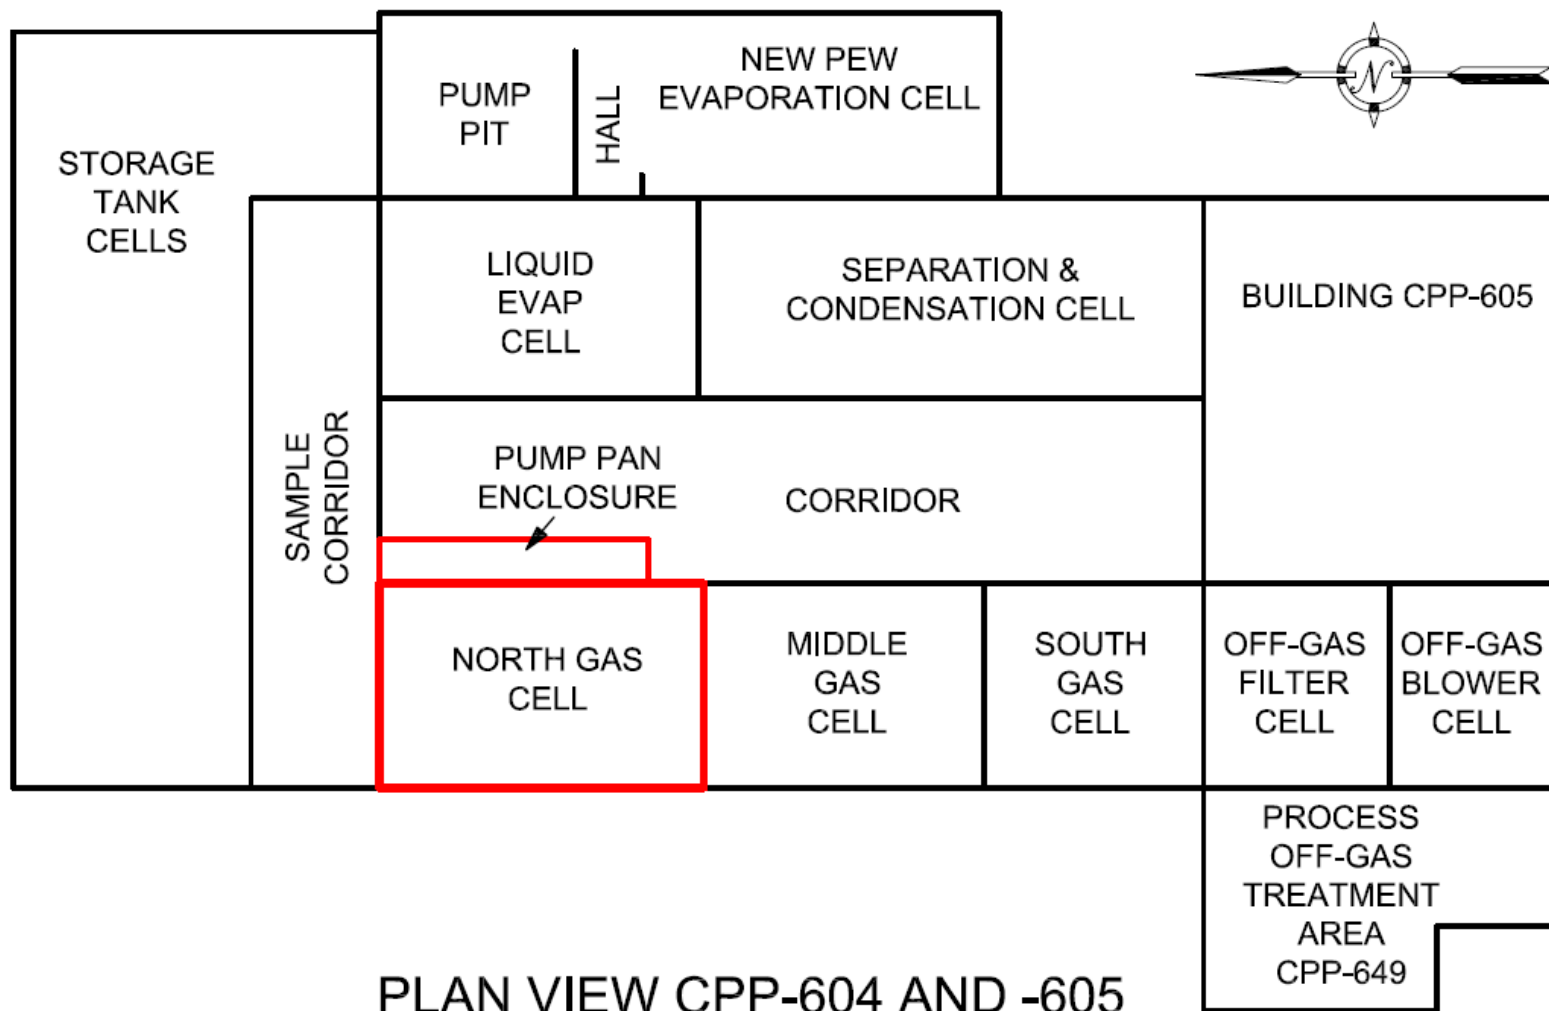 PUMP
PIT
HALL
NEW PEW
EVAPORATION CELL
N
STORAGE
TANK
CELLS
LIQUID
EVAP
CELL
SEPARATION &
CONDENSATION CELL
BUILDING CPP-605
SAMPLE
CORRIDOR
PUMP PAN
ENCLOSURE
CORRIDOR
NORTH GAS
CELL
MIDDLE
GAS
CELL
SOUTH
GAS
CELL
OFF-GAS
FILTER
CELL
OFF-GAS
BLOWER
CELL
PROCESS
OFF-GAS
TREATMENT
AREA
CPP-649
PLAN VIEW CPP-604 AND -605